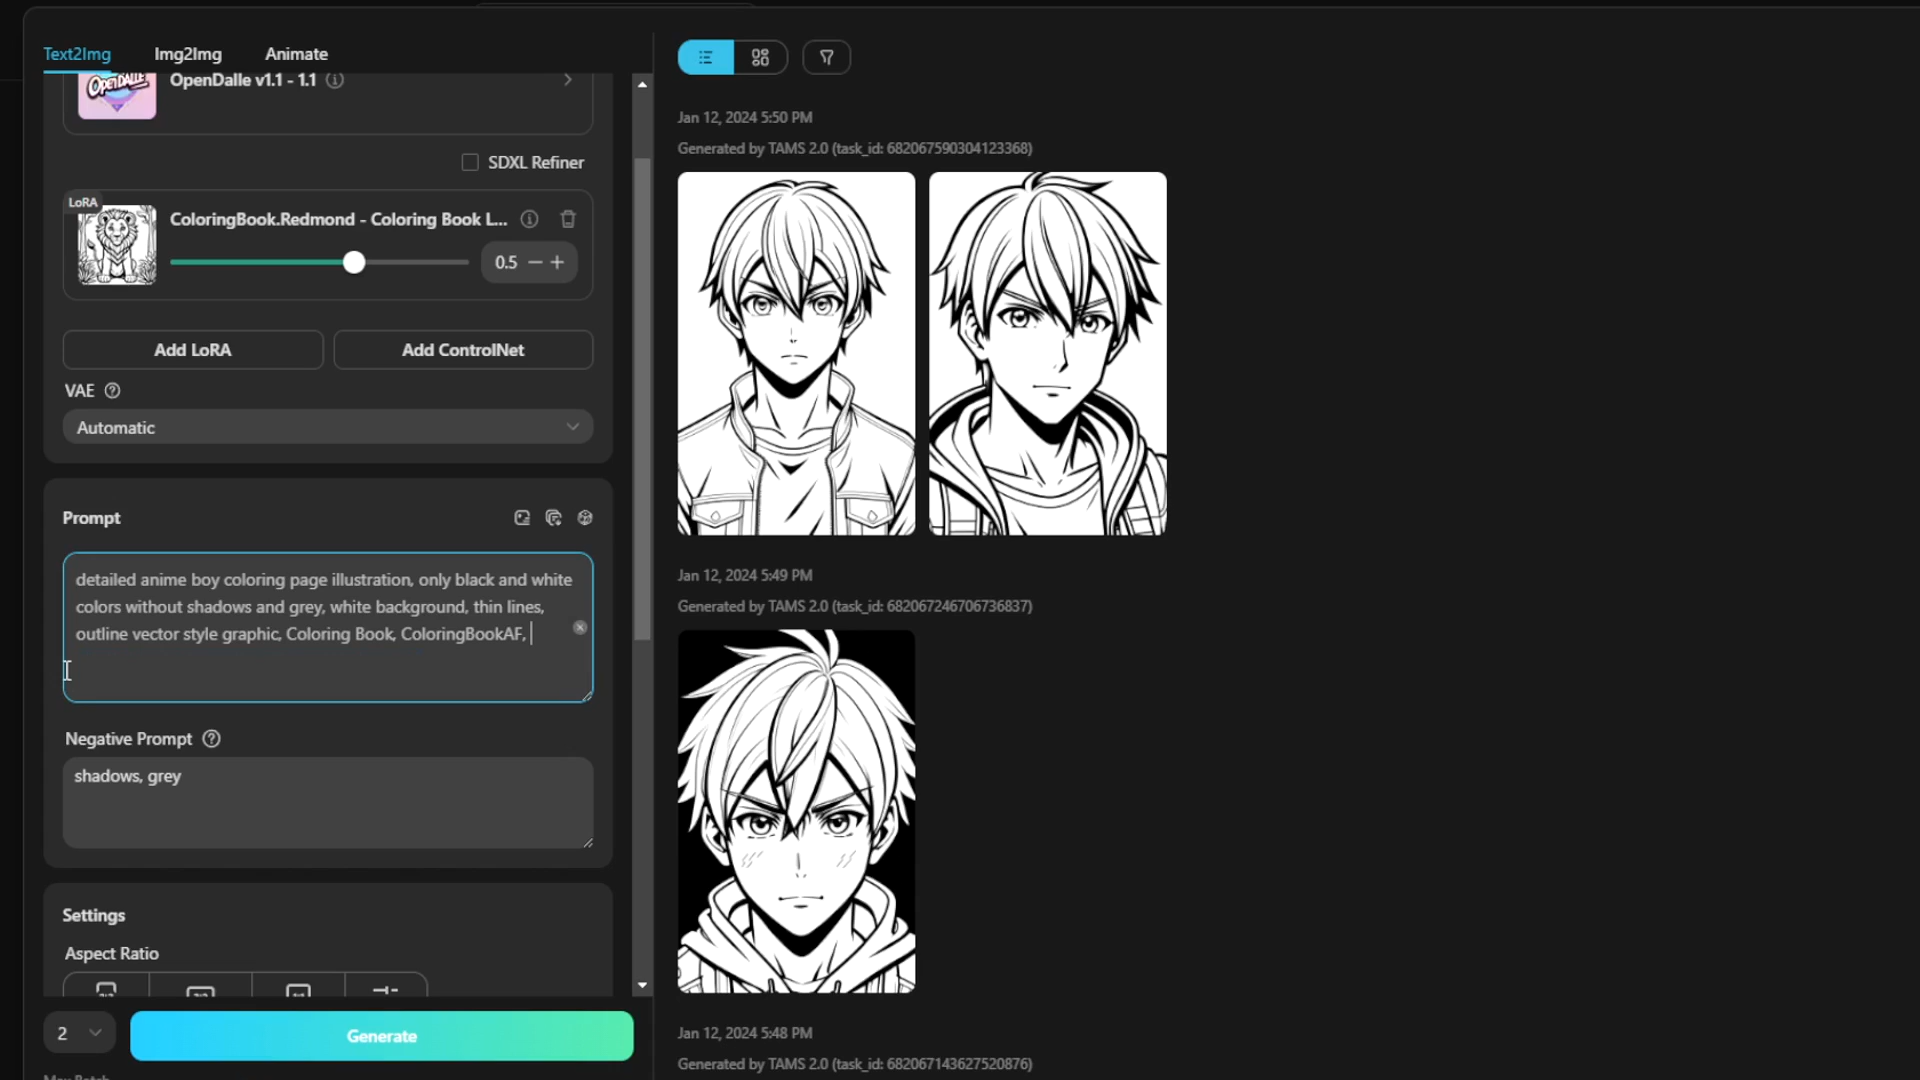 Text2Img
Img2Img
Animate
OPENDALLE
OpenDalle v1.1 - 1.1
SDXL Refiner
LoRA
ColoringBook.Redmond - Coloring Book L...
0.5
Add LoRA
Add ControlNet
VAE
Automatic
Prompt
detailed anime boy coloring page illustration, only black and white
colors without shadows and grey, white background, thin lines,
outline vector style graphic, Coloring Book, ColoringBookAF,
Negative Prompt
shadows, grey
Settings
Aspect Ratio
2
Generate
Max Batch
Jan 12, 2024 5:50 PM
Generated by TAMS 2.0 (task_id: 682067590304123368)
Jan 12, 2024 5:49 PM
Generated by TAMS 2.0 (task_id: 682067246706736837)
Jan 12, 2024 5:48 PM
Generated by TAMS 2.0 (task_id: 682067143627520876)